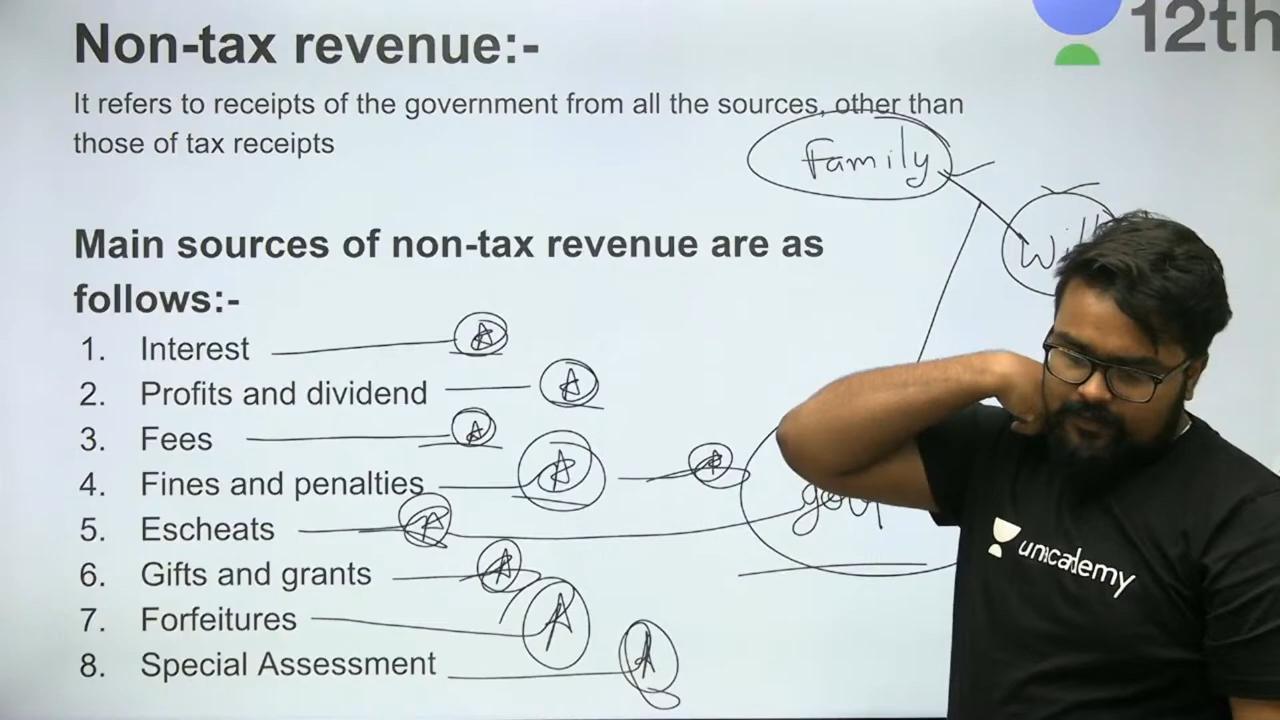 Non-tax revenue:-
12th
It refers to receipts of the government from all the sources, other than
those of tax receipts
Family
Will
Main sources of non-tax revenue are as
follows:-
1. Interest A
2. Profits and dividend A
3. Fees A
4. Fines and penalties A A
govt
5. Escheats A
6. Gifts and grants A
7. Forfeitures A
8. Special Assessment A
unacademy